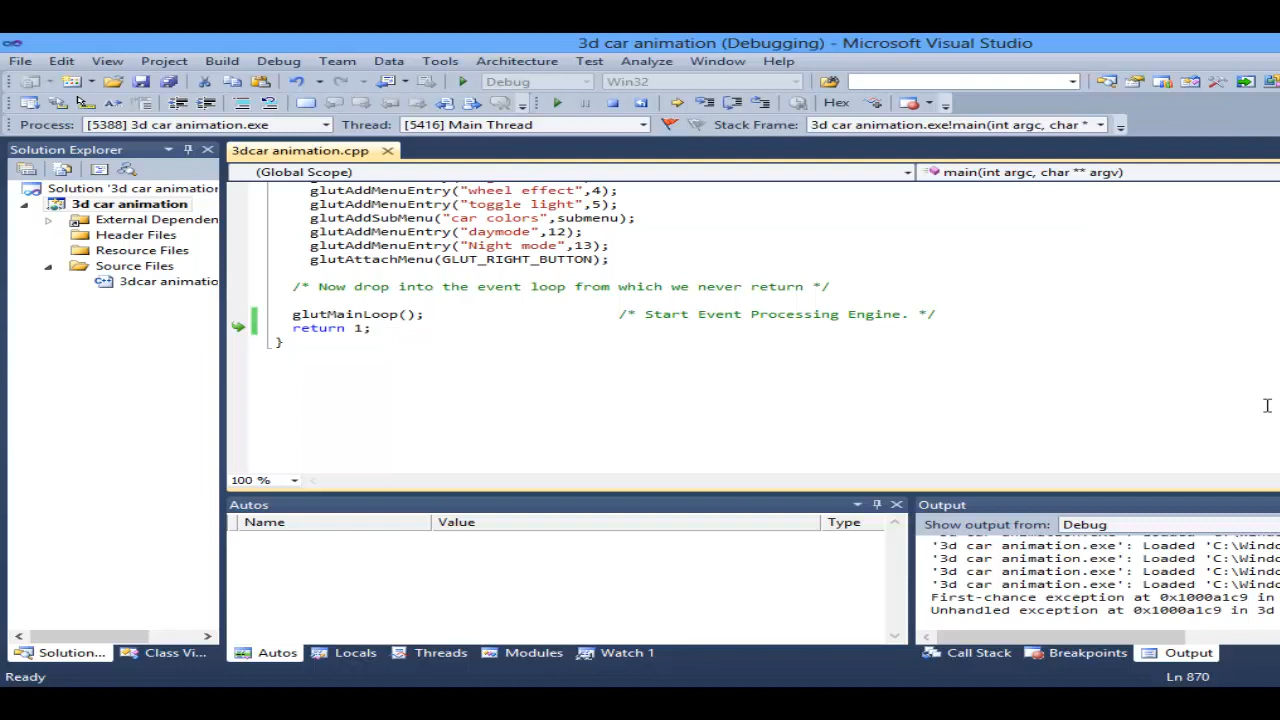 3d car animation (Debugging) - Microsoft Visual Studio
File Edit View Project Build Debug Team Data Tools Architecture Test Analyze Window Help
Debug Win32
Hex
Process: [5388] 3d car animation.exe Thread: [5416] Main Thread Stack Frame: 3d car animation.exe!main(int argc, char *
Solution Explorer
3dcar animation.cpp
(Global Scope) main(int argc, char ** argv)
Solution '3d car animation
3d car animation
External Dependen
Header Files
Resource Files
Source Files
3dcar animatio
glutAddMenuEntry("wheel effect",4);
glutAddMenuEntry("toggle light",5);
glutAddSubMenu("car colors",submenu);
glutAddMenuEntry("daymode",12);
glutAddMenuEntry("Night mode",13);
glutAttachMenu(GLUT_RIGHT_BUTTON);
/* Now drop into the event loop from which we never return */
glutMainLoop(); /* Start Event Processing Engine. */
return 1;
}
100 %
Autos
Name Value Type
Output
Show output from: Debug
'3d car animation.exe': Loaded 'C:\Windo
'3d car animation.exe': Loaded 'C:\Windo
'3d car animation.exe': Loaded 'C:\Windo
'3d car animation.exe': Loaded 'C:\Windo
First-chance exception at 0x1000a1c9 in
Unhandled exception at 0x1000a1c9 in 3d
Solution... Class Vi... Autos Locals Threads Modules Watch 1 Call Stack Breakpoints Output
Ready Ln 870